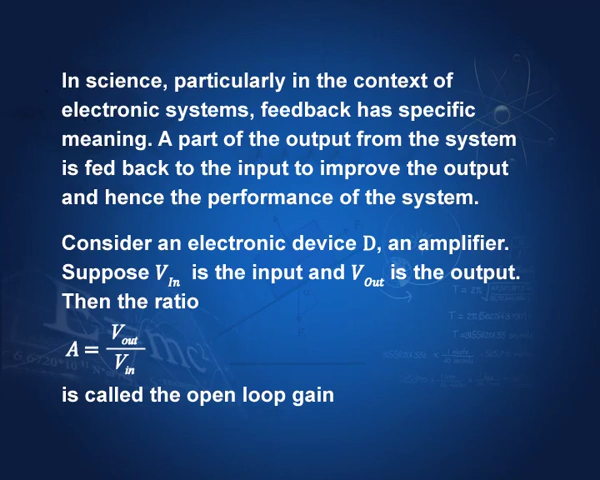 In science, particularly in the context of
electronic systems, feedback has specific
meaning. A part of the output from the system
is fed back to the input to improve the output
and hence the performance of the system.
Consider an electronic device D, an amplifier.
Suppose V_In is the input and V_Out is the output.
Then the ratio
A = V_out / V_in
is called the open loop gain